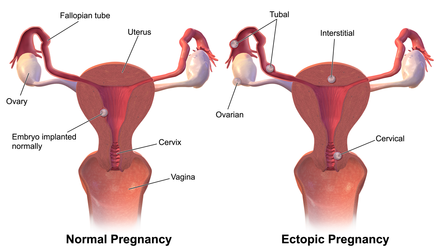 Fallopian tube
Uterus
Ovary
Embryo implanted
normally
Cervix
Vagina
Normal Pregnancy
Tubal
Interstitial
Ovarian
Cervical
Ectopic Pregnancy